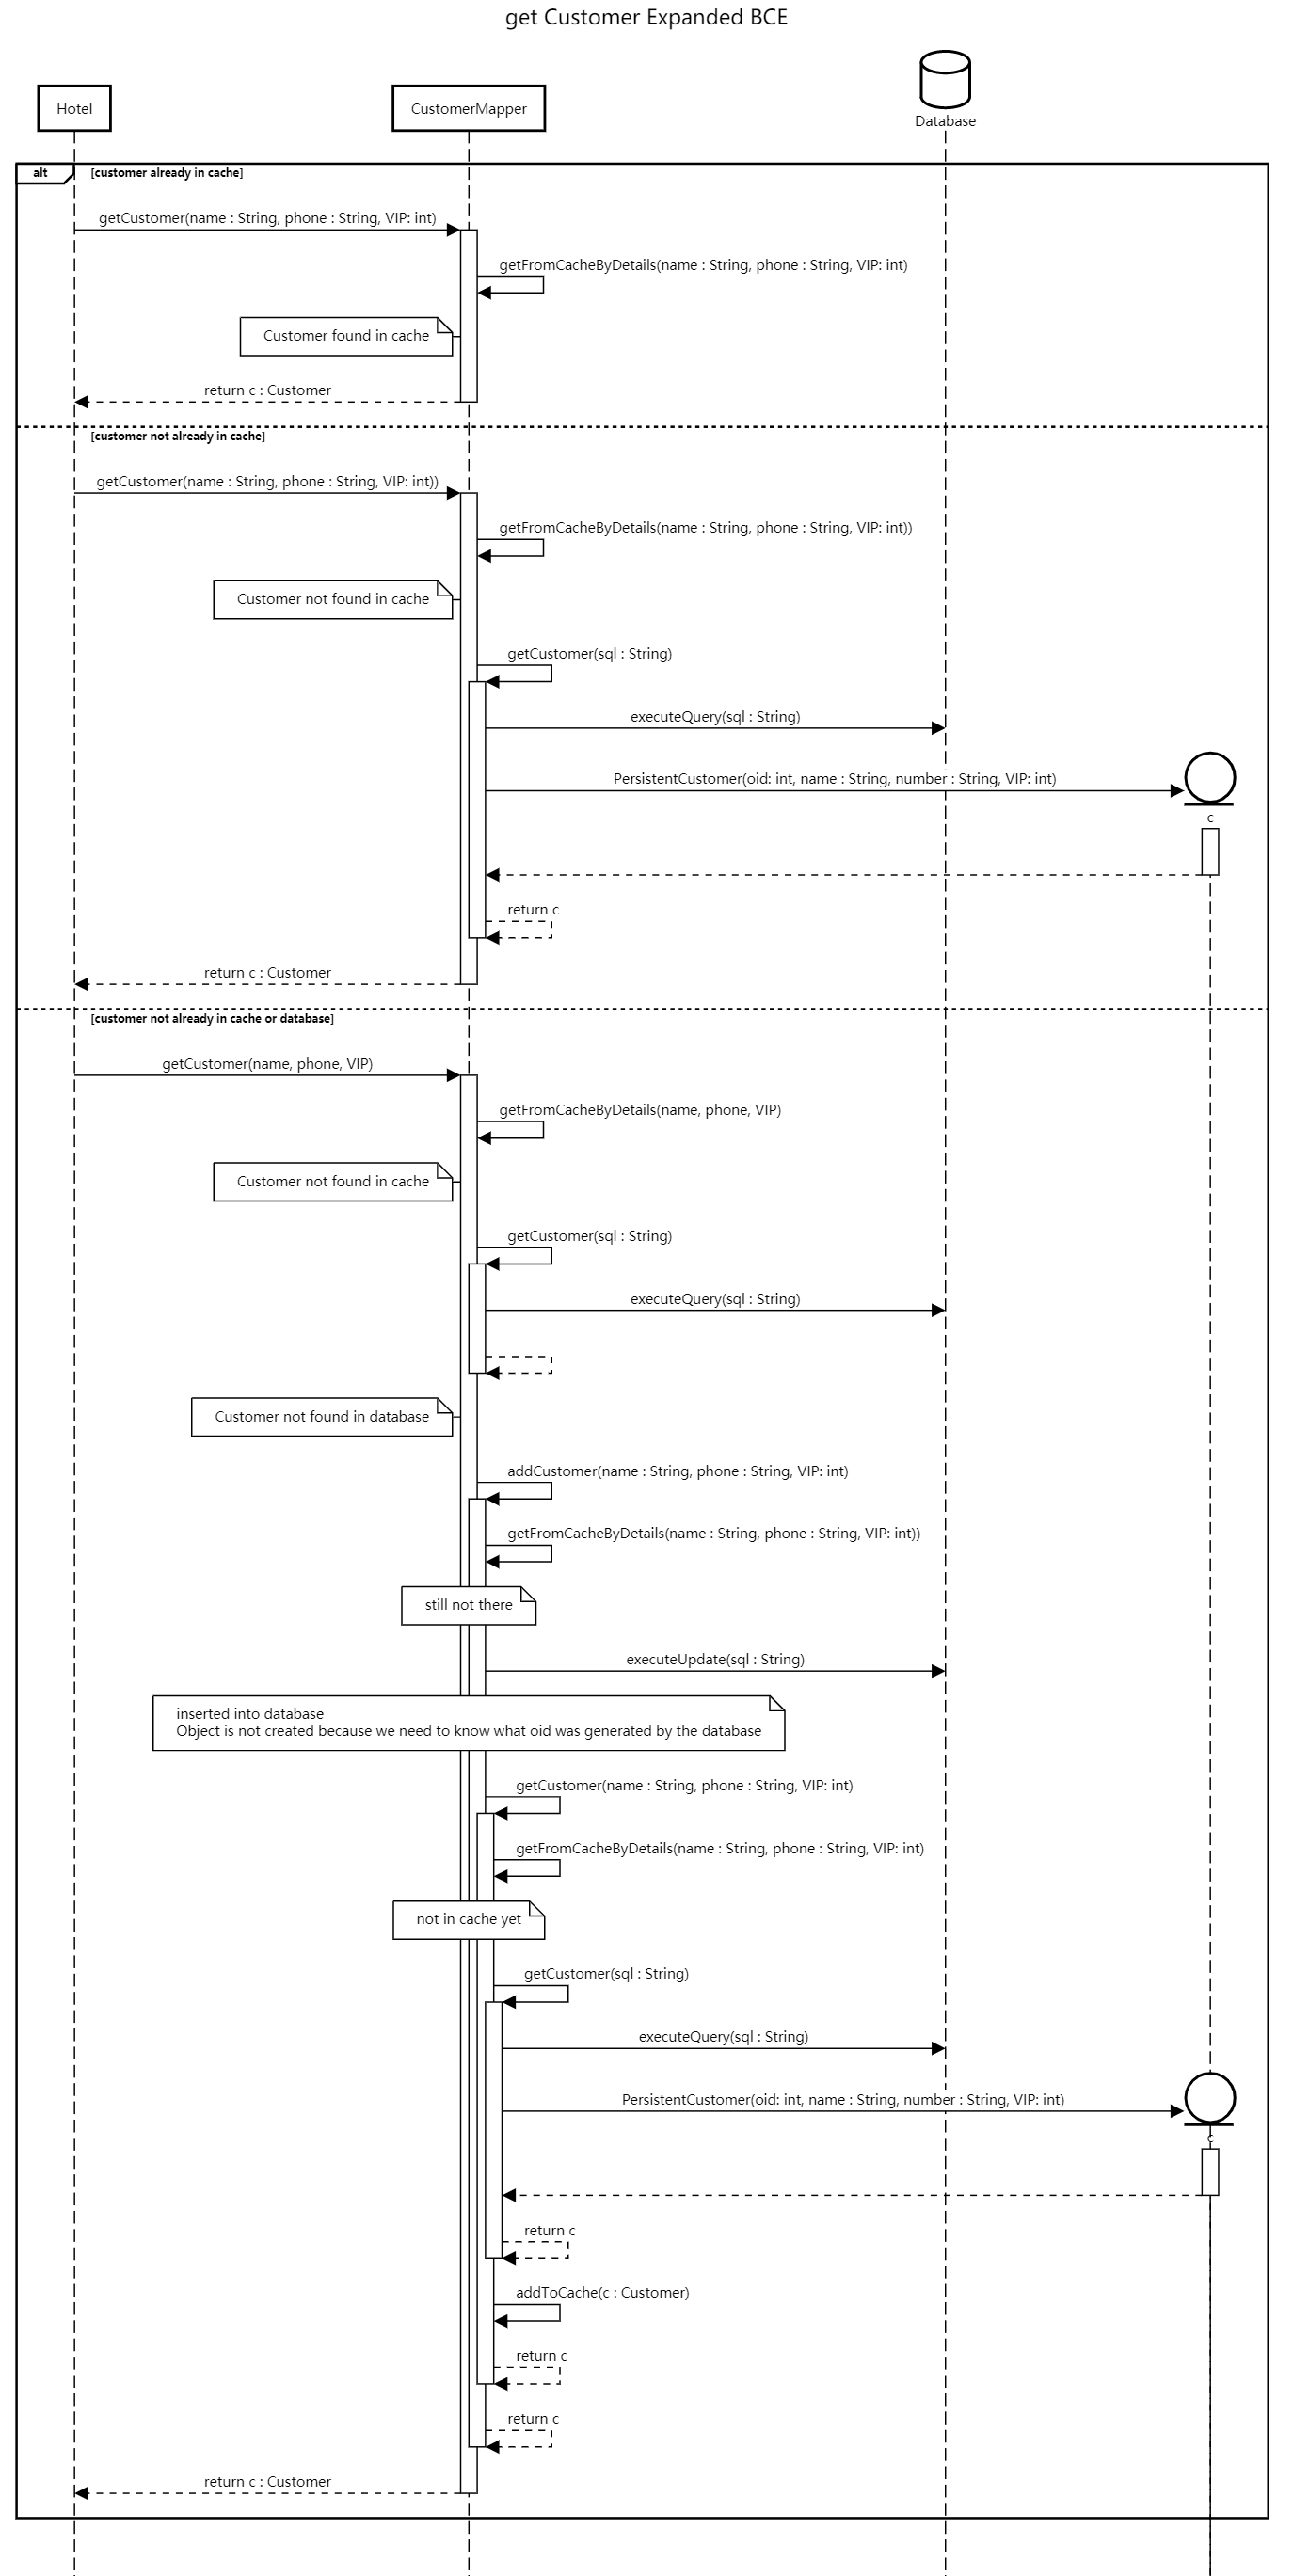 get Customer Expanded BCE
Hotel
CustomerMapper
Database
alt
[customer already in cache]
getCustomer(name : String, phone : String, VIP: int)
getFromCacheByDetails(name : String, phone : String, VIP: int)
Customer found in cache
return c : Customer
[customer not already in cache]
getCustomer(name : String, phone : String, VIP: int))
getFromCacheByDetails(name : String, phone : String, VIP: int))
Customer not found in cache
getCustomer(sql : String)
executeQuery(sql : String)
PersistentCustomer(oid: int, name : String, number : String, VIP: int)
c
return c
return c : Customer
[customer not already in cache or database]
getCustomer(name, phone, VIP)
getFromCacheByDetails(name, phone, VIP)
Customer not found in cache
getCustomer(sql : String)
executeQuery(sql : String)
Customer not found in database
addCustomer(name : String, phone : String, VIP: int)
getFromCacheByDetails(name : String, phone : String, VIP: int))
still not there
executeUpdate(sql : String)
inserted into database
Object is not created because we need to know what oid was generated by the database
getCustomer(name : String, phone : String, VIP: int)
getFromCacheByDetails(name : String, phone : String, VIP: int)
not in cache yet
getCustomer(sql : String)
executeQuery(sql : String)
PersistentCustomer(oid: int, name : String, number : String, VIP: int)
c
return c
addToCache(c : Customer)
return c
return c
return c : Customer